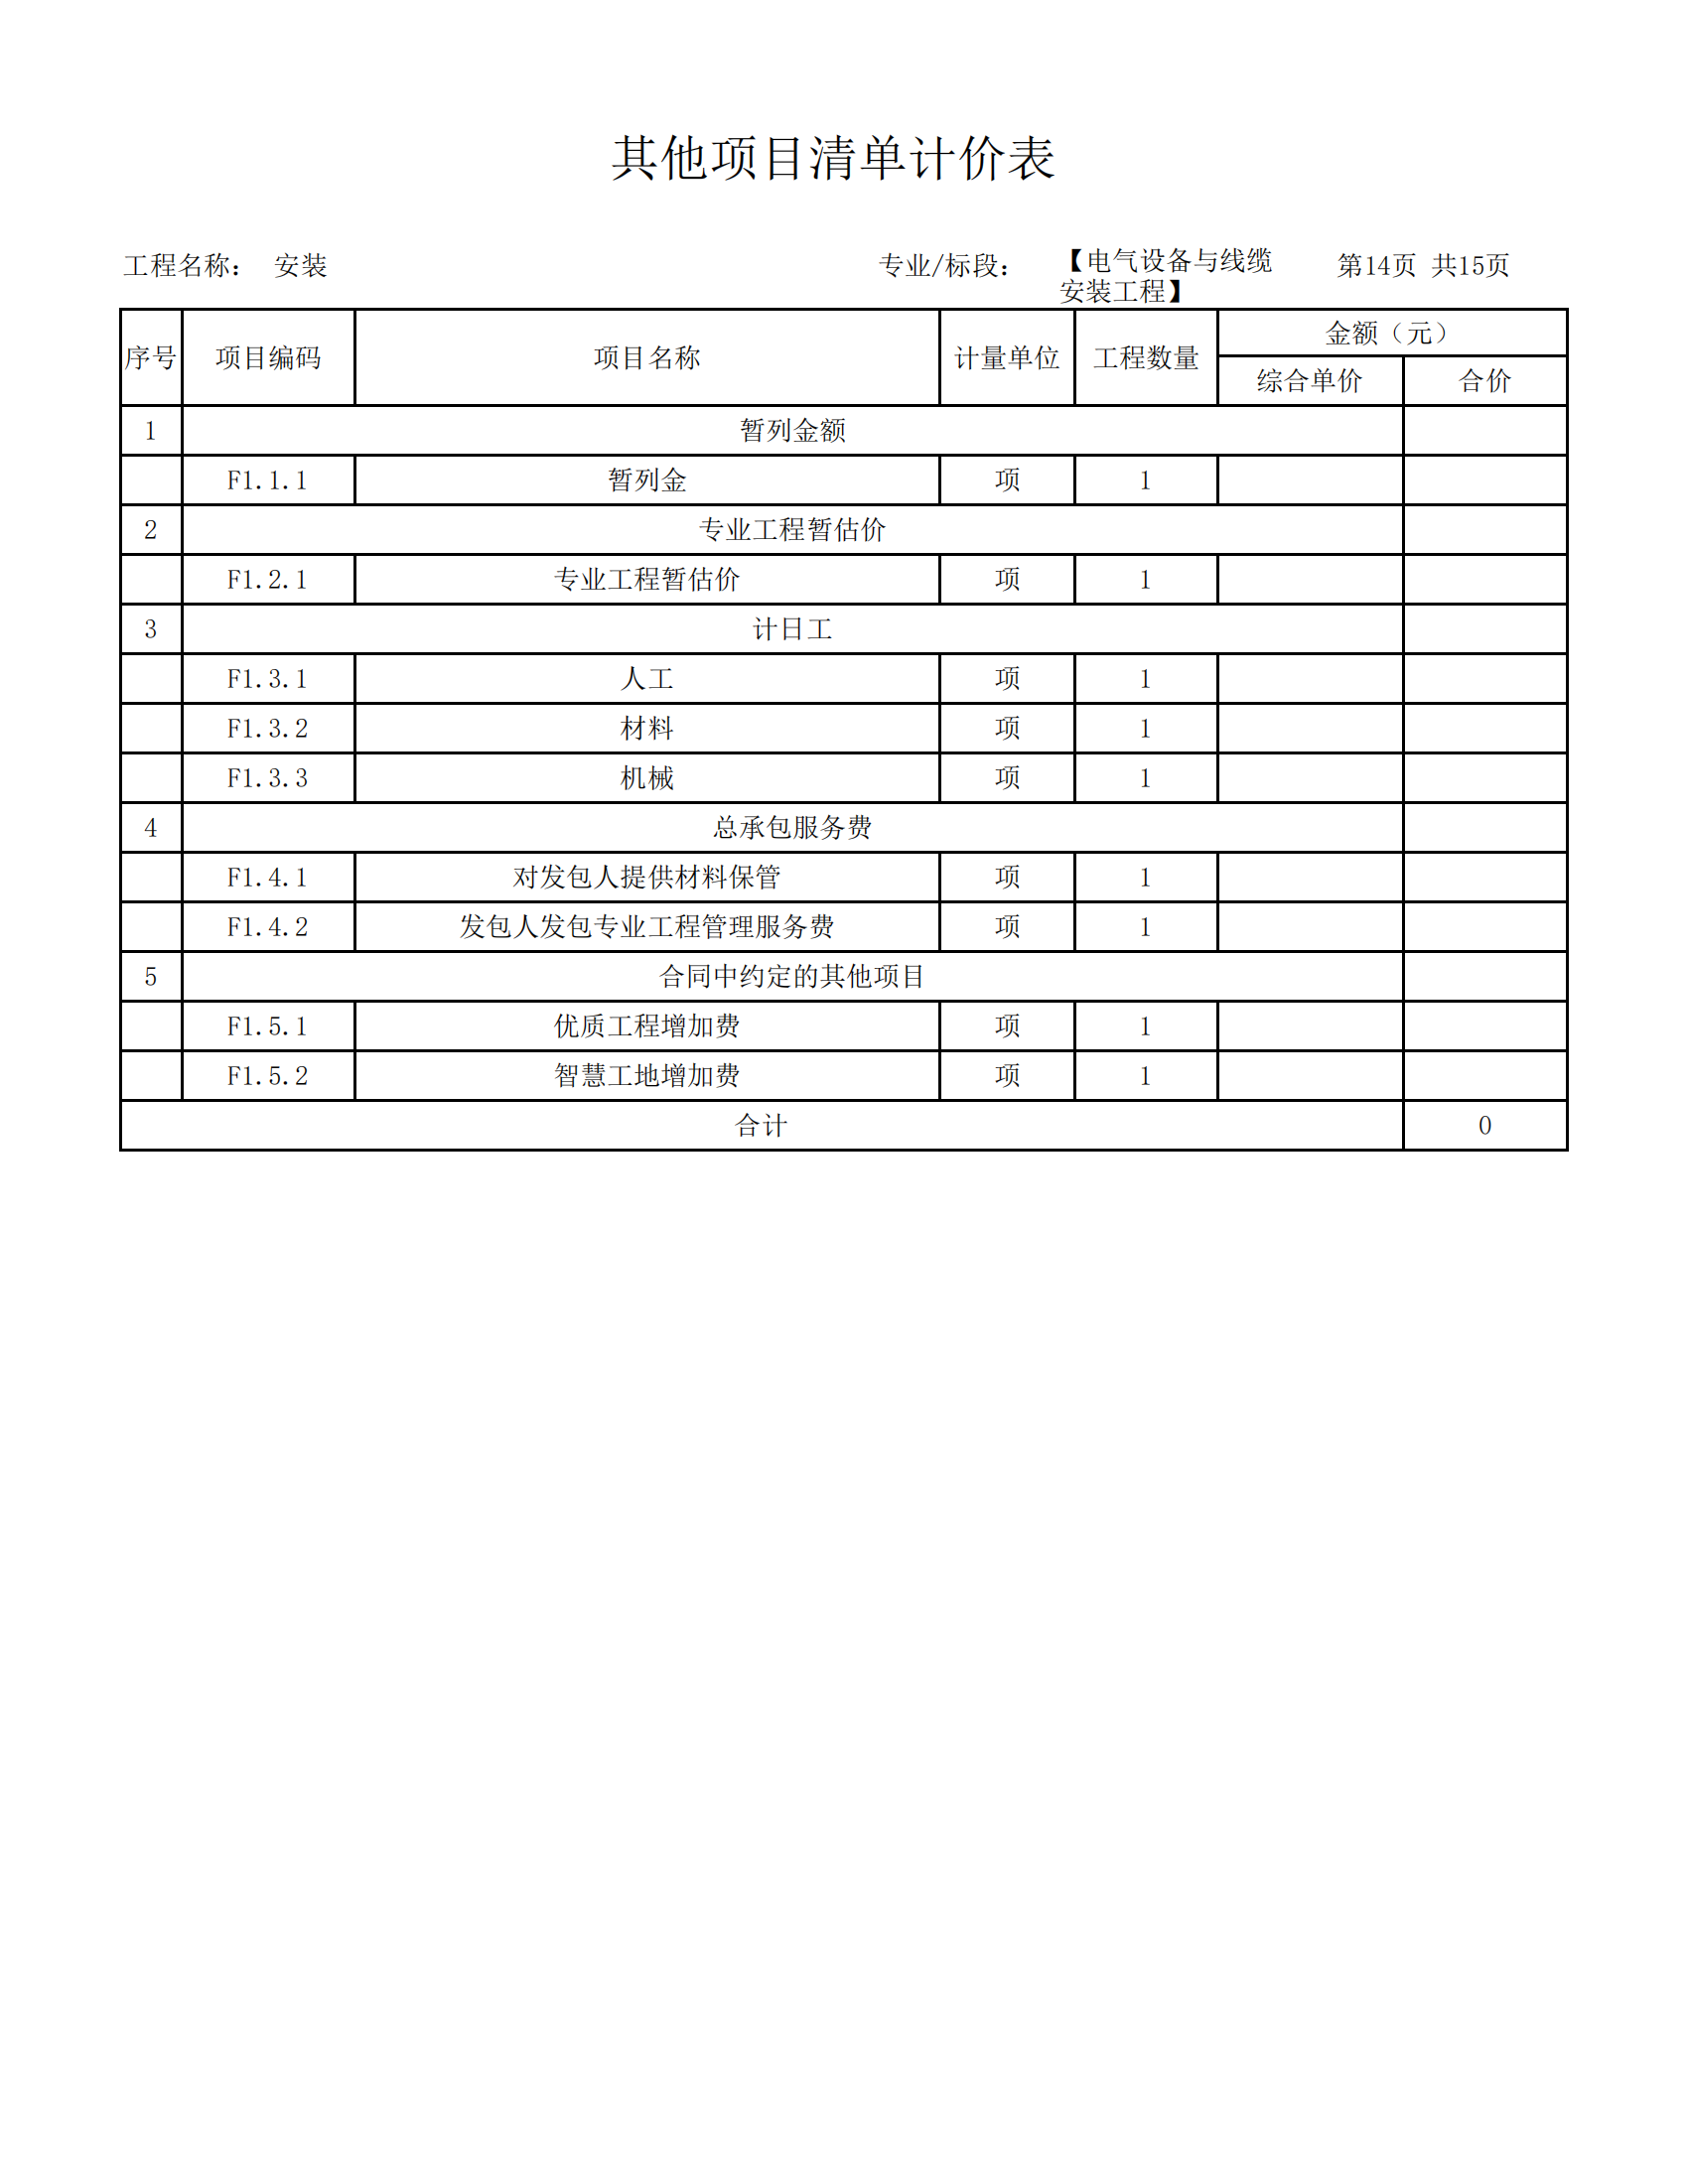 其他项目清单计价表
工程名称： 安装 专业/标段： 【电气设备与线缆安装工程】 第14页 共15页
序号 项目编码 项目名称 计量单位 工程数量 金额（元）
综合单价 合价
1 暂列金额
F1.1.1 暂列金 项 1
2 专业工程暂估价
F1.2.1 专业工程暂估价 项 1
3 计日工
F1.3.1 人工 项 1
F1.3.2 材料 项 1
F1.3.3 机械 项 1
4 总承包服务费
F1.4.1 对发包人提供材料保管 项 1
F1.4.2 发包人发包专业工程管理服务费 项 1
5 合同中约定的其他项目
F1.5.1 优质工程增加费 项 1
F1.5.2 智慧工地增加费 项 1
合计 0